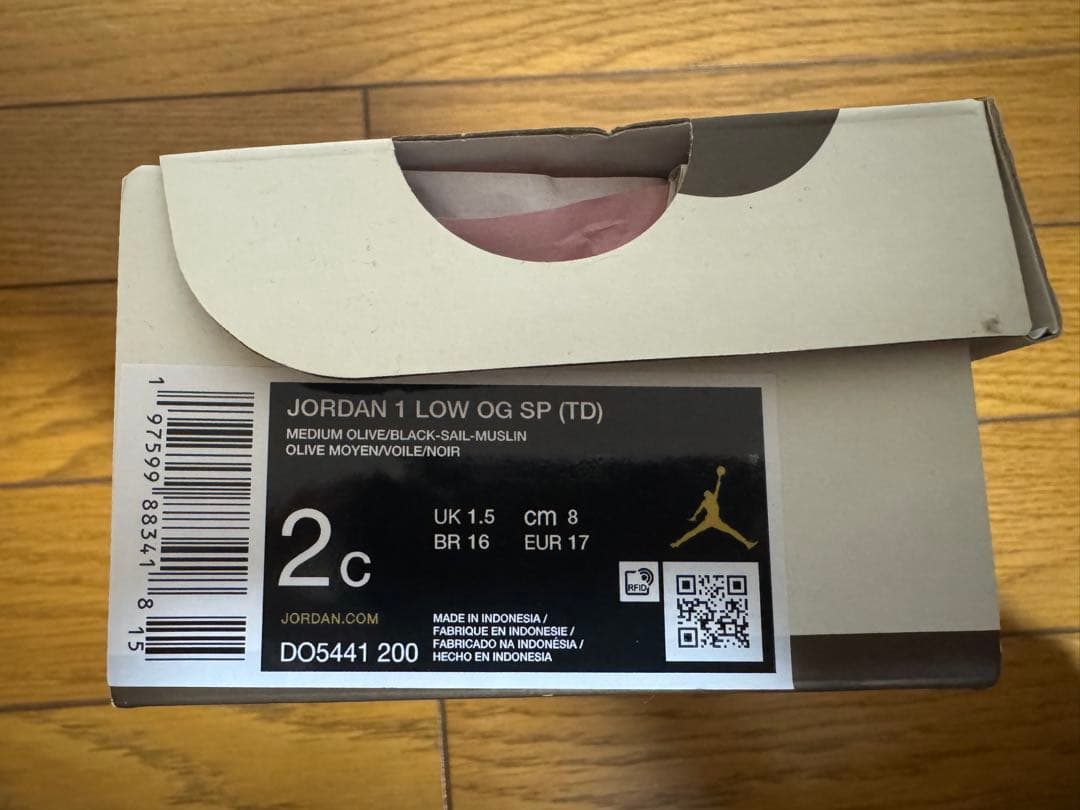 JORDAN 1 LOW OG SP (TD)
MEDIUM OLIVE/BLACK-SAIL-MUSLIN
OLIVE MOYEN/VOILE/NOIR
2c
UK 1.5 cm 8
BR 16 EUR 17
RFID
JORDAN.COM
DO5441 200
MADE IN INDONESIA /
FABRIQUE EN INDONESIE /
FABRICADO NA INDONÉSIA /
HECHO EN INDONESIA
1 97599 88341 8 15